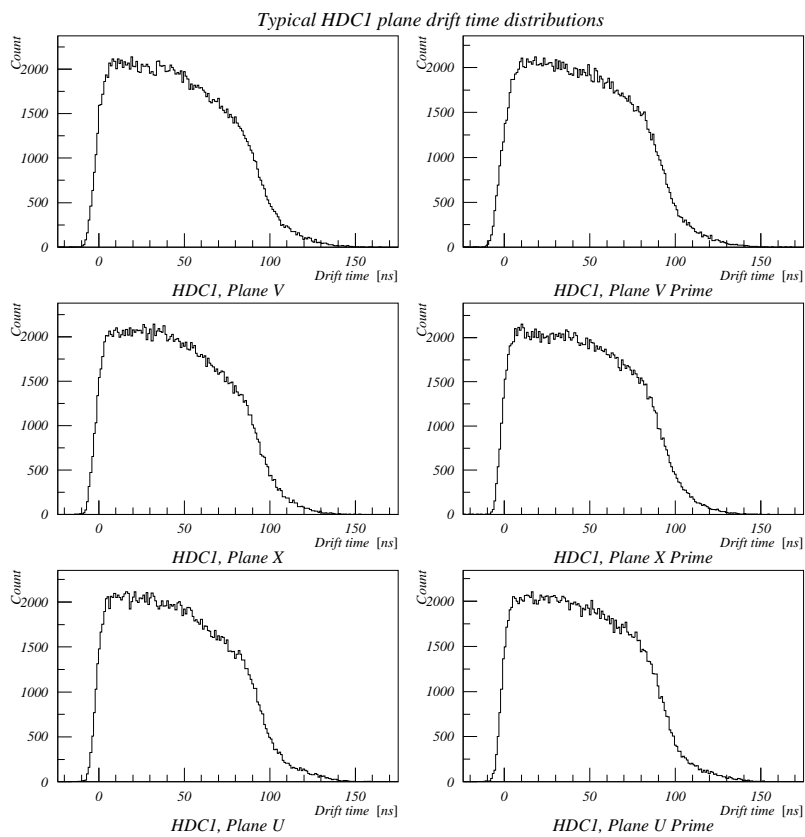 Typical HDC1 plane drift time distributions
Count
2000
1500
1000
500
0
0
50
100
150
Drift time [ns]
HDC1, Plane V
Count
2000
1500
1000
500
0
0
50
100
150
Drift time [ns]
HDC1, Plane V Prime
Count
2000
1500
1000
500
0
0
50
100
150
Drift time [ns]
HDC1, Plane X
Count
2000
1500
1000
500
0
0
50
100
150
Drift time [ns]
HDC1, Plane X Prime
Count
2000
1500
1000
500
0
0
50
100
150
Drift time [ns]
HDC1, Plane U
Count
2000
1500
1000
500
0
0
50
100
150
Drift time [ns]
HDC1, Plane U Prime